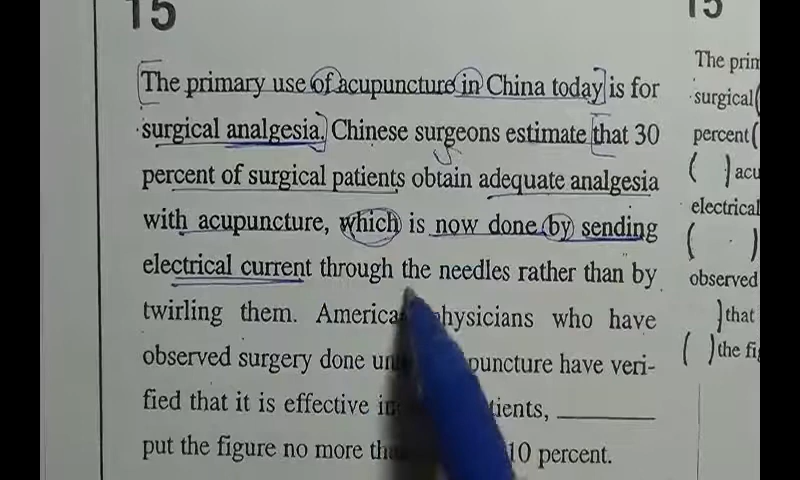 15
The primary use of acupuncture in China today is for
surgical analgesia. Chinese surgeons estimate that 30
percent of surgical patients obtain adequate analgesia
with acupuncture, which is now done by sending
electrical current through the needles rather than by
twirling them. America physicians who have
observed surgery done un puncture have veri-
fied that it is effective in tients, ________
put the figure no more tha 10 percent.
15
The prim
surgical(
percent(
( )acu
electrical
( )
observed
)that
( )the fig